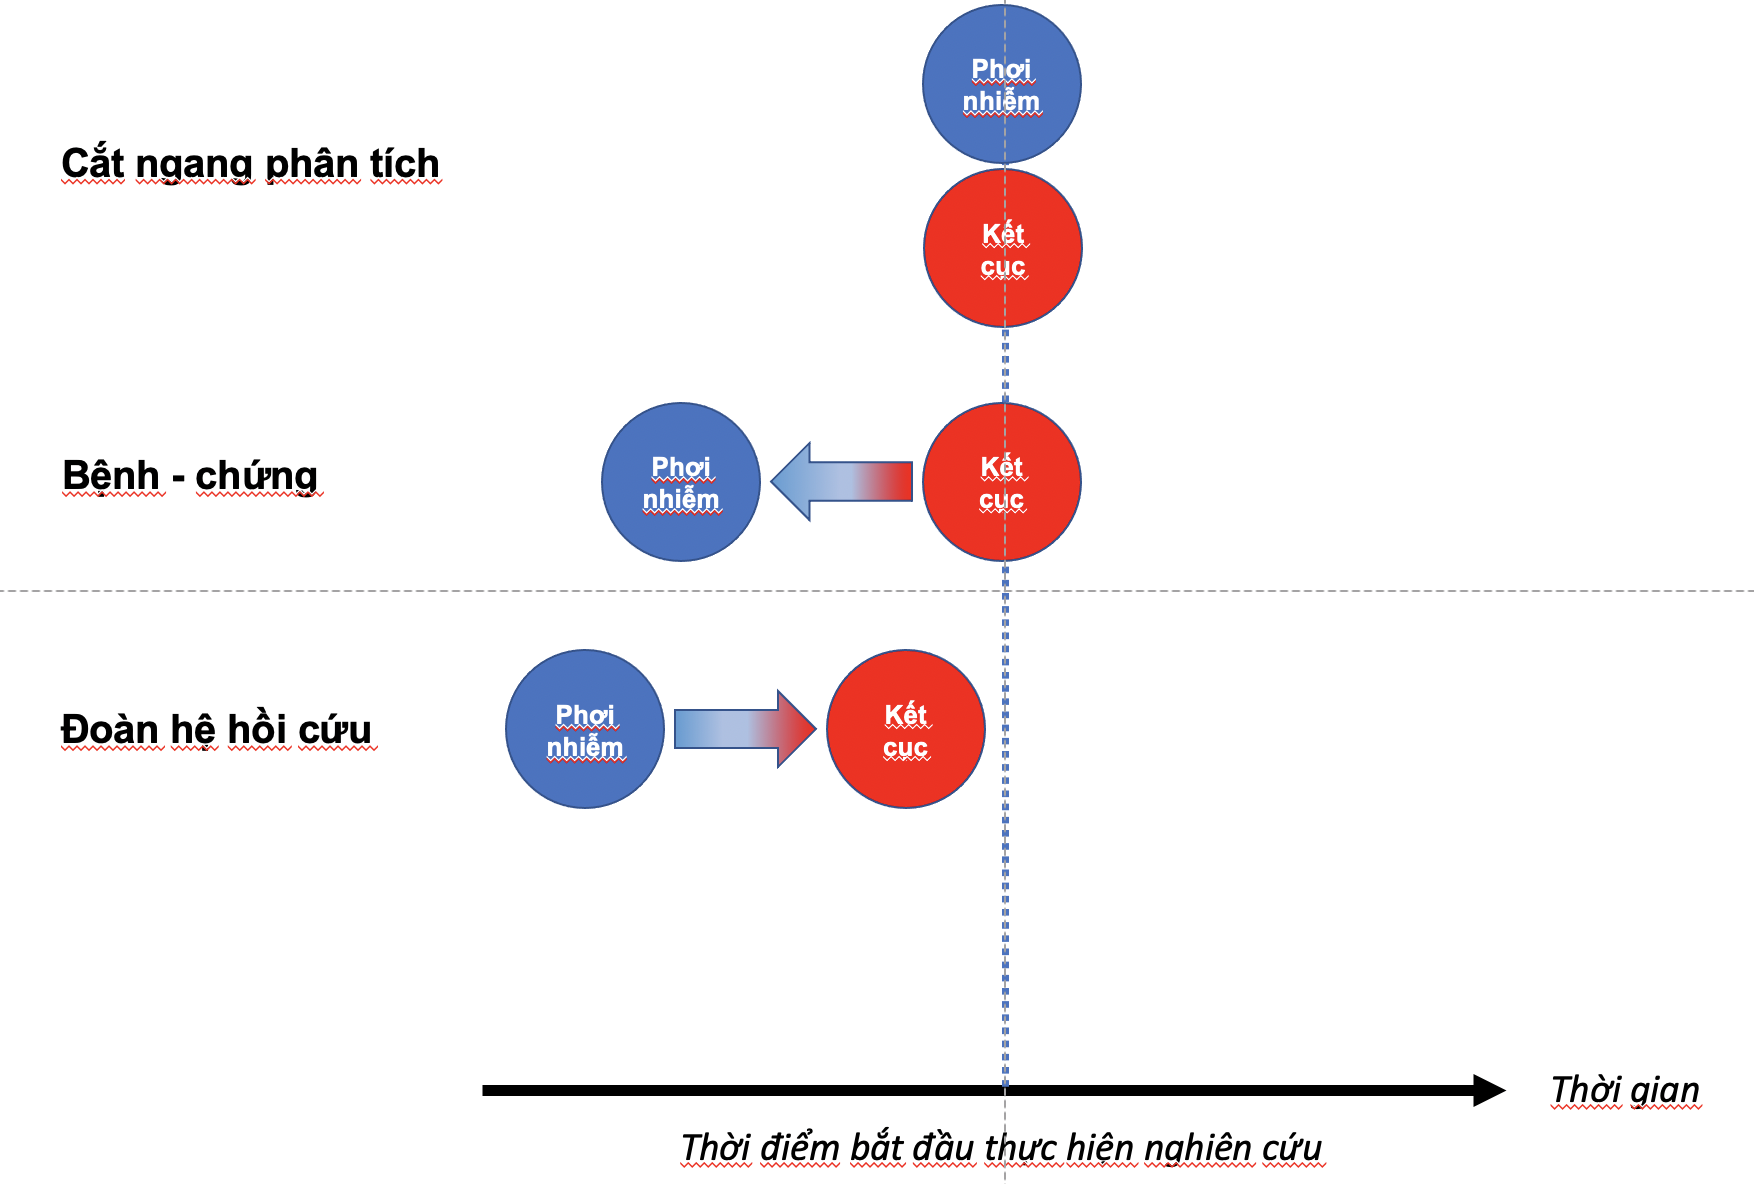 Phơi
nhiễm
Cắt ngang phân tích
Kết
cục
Bệnh - chứng
Phơi
nhiễm
Kết
cục
Đoàn hệ hồi cứu
Phơi
nhiễm
Kết
cục
Thời gian
Thời điểm bắt đầu thực hiện nghiên cứu